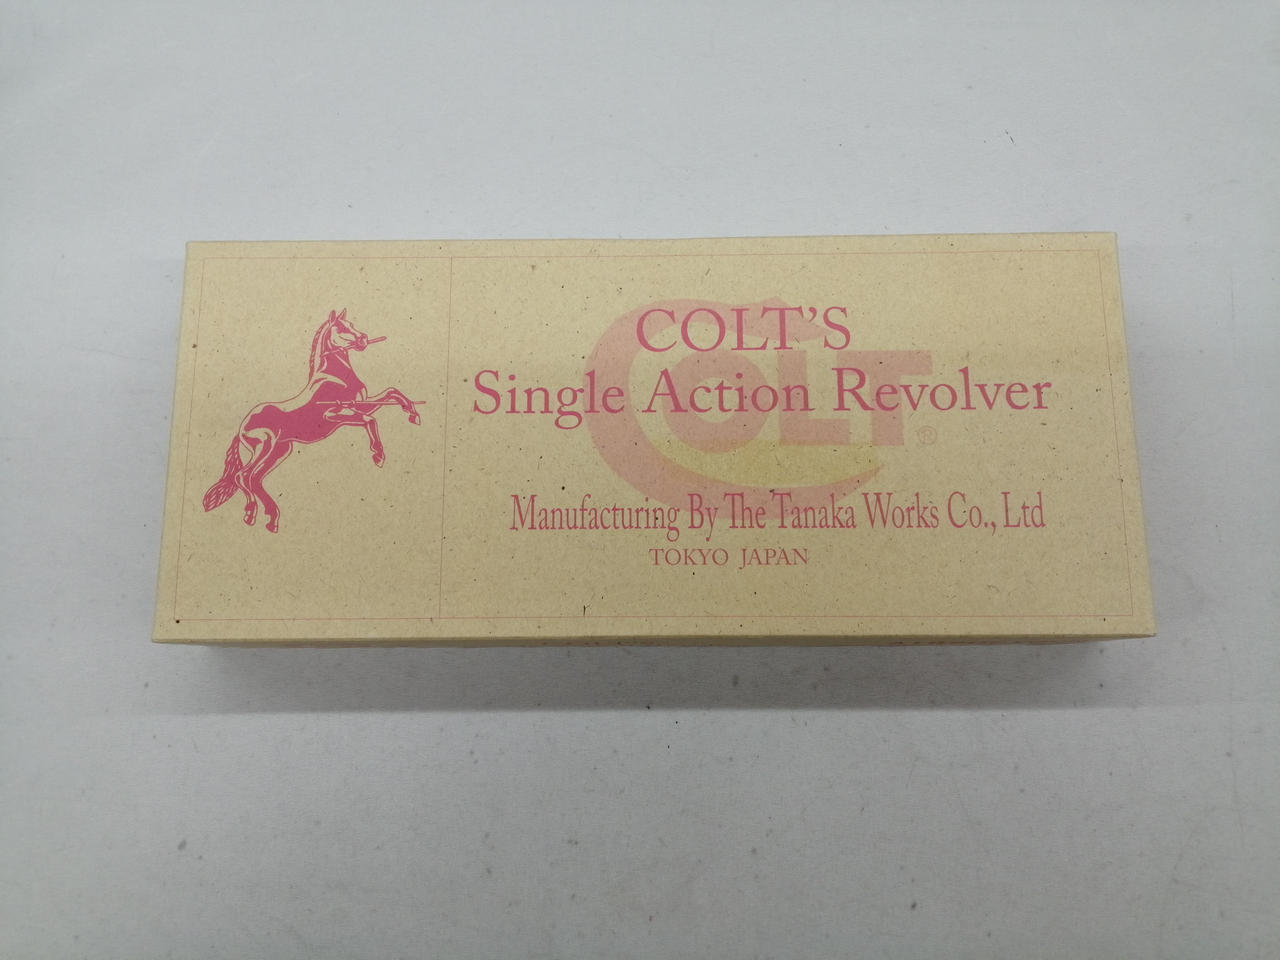 COLT'S
COLT ®
Single Action Revolver
Manufacturing By The Tanaka Works Co., Ltd
TOKYO JAPAN